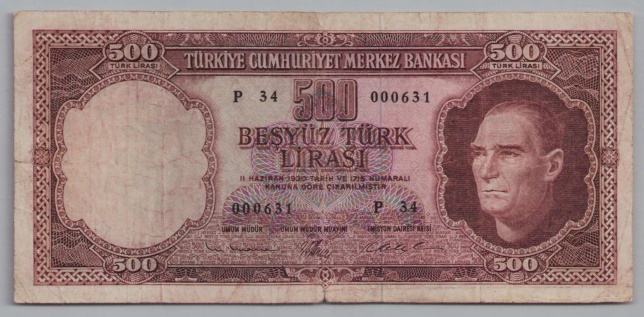 500 500
TÜRK LİRASI TÜRK LİRASI
TÜRKİYE CUMHURİYET MERKEZ BANKASI
P 34 500 000631
BEŞYÜZ TÜRK
LİRASI
11 HAZİRAN 1930 TARİH VE 1715 NUMARALI
KANUNA GÖRE ÇIKARILMIŞTIR
000631 P 34
UMUM MÜDÜR UMUM MÜDÜR MUAVİNİ EMİSYON DAİRESİ REİSİ
500 500